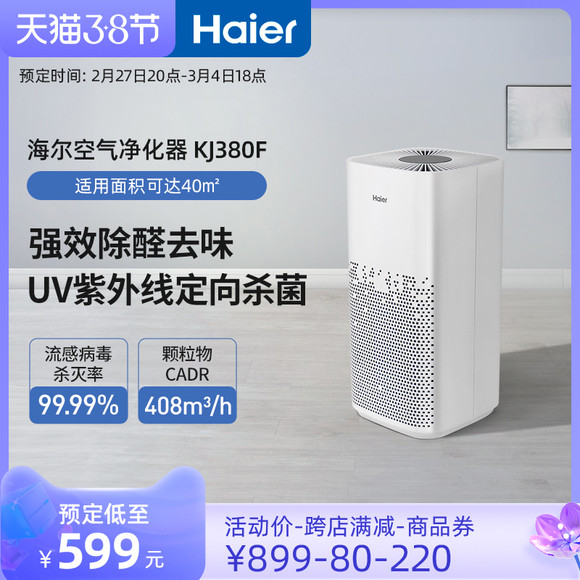 天猫3·8节 Haier
预定时间: 2月27日20点-3月4日18点
海尔空气净化器 KJ380F
适用面积可达40m²
Haier
强效除醛去味
UV紫外线定向杀菌
流感病毒
杀灭率
99.99%
颗粒物
CADR
408m³/h
预定低至
¥599元
活动价-跨店满减-商品券
¥899-80-220